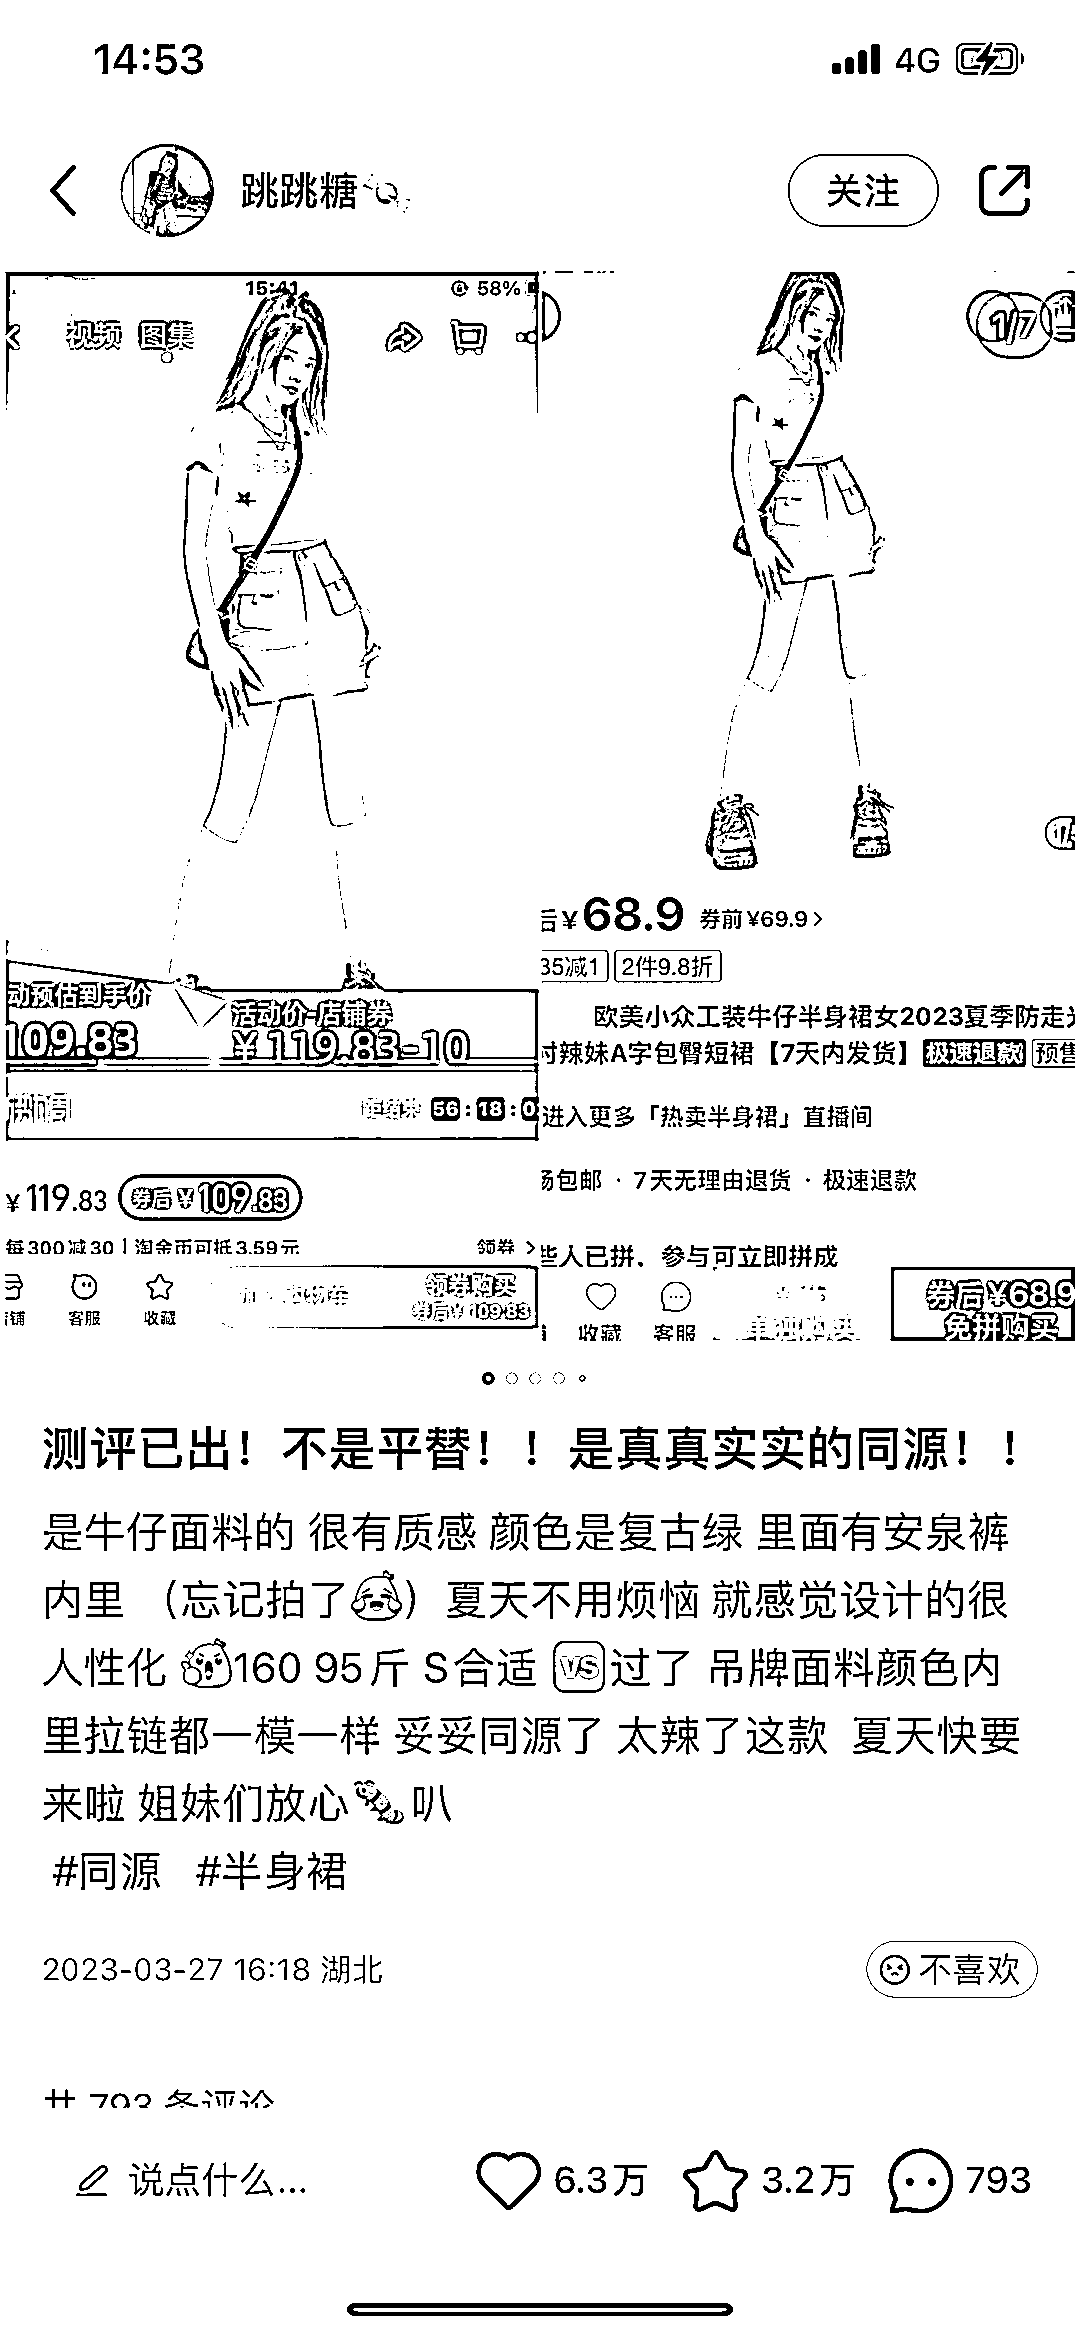 14:53
4G
跳跳糖
关注
15:41
58%
视频 图集
1/7
动预估到手价
109.83
活动价-店铺券
¥ 119.83-10
距结束 56:18:0
¥119.83 券后¥109.83
每300减30 | 淘金币可抵3.59元 领券 >
铺 客服 收藏
领券购买
券后¥109.83
后¥68.9 券前¥69.9>
35减1 2件9.8折
欧美小众工装牛仔半身裙女2023夏季防走光
寸辣妹A字包臀短裙【7天内发货】 极速退款 预售
进入更多「热卖半身裙」直播间
场包邮 · 7天无理由退货 · 极速退款
些人已拼，参与可立即拼成
收藏 客服 单独购买
券后¥68.9
免拼购买
测评已出！不是平替！！是真真实实的同源！！
是牛仔面料的 很有质感 颜色是复古绿 里面有安泉裤
内里 （忘记拍了😭）夏天不用烦恼 就感觉设计的很
人性化 160 95斤 S合适 🆚过了 吊牌面料颜色内
里拉链都一模一样 妥妥同源了 太辣了这款 夏天快要
来啦 姐妹们放心🐛叭
#同源 #半身裙
2023-03-27 16:18 湖北
不喜欢
共 793 条评论
说点什么...
6.3万
3.2万
793